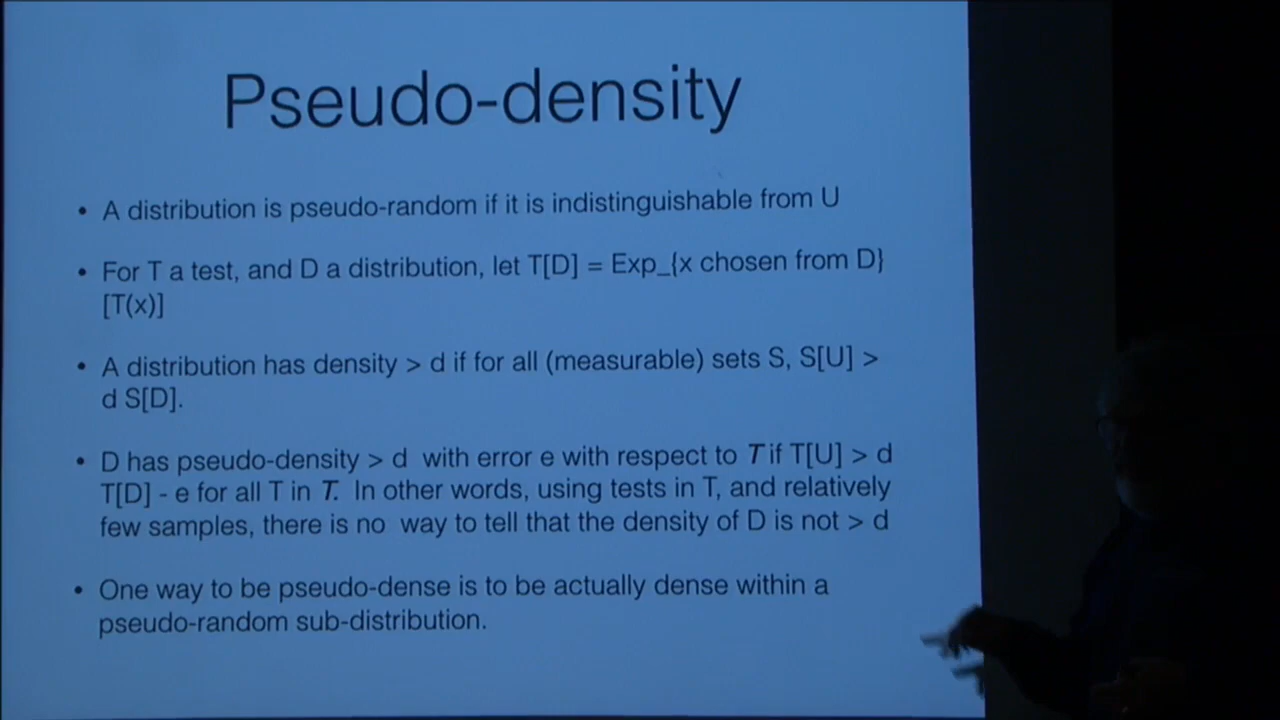 Pseudo-density
• A distribution is pseudo-random if it is indistinguishable from U
• For T a test, and D a distribution, let T[D] = Exp_{x chosen from D}
[T(x)]
• A distribution has density > d if for all (measurable) sets S, S[U] >
d S[D].
• D has pseudo-density > d with error e with respect to T if T[U] > d
T[D] - e for all T in T. In other words, using tests in T, and relatively
few samples, there is no way to tell that the density of D is not > d
• One way to be pseudo-dense is to be actually dense within a
pseudo-random sub-distribution.